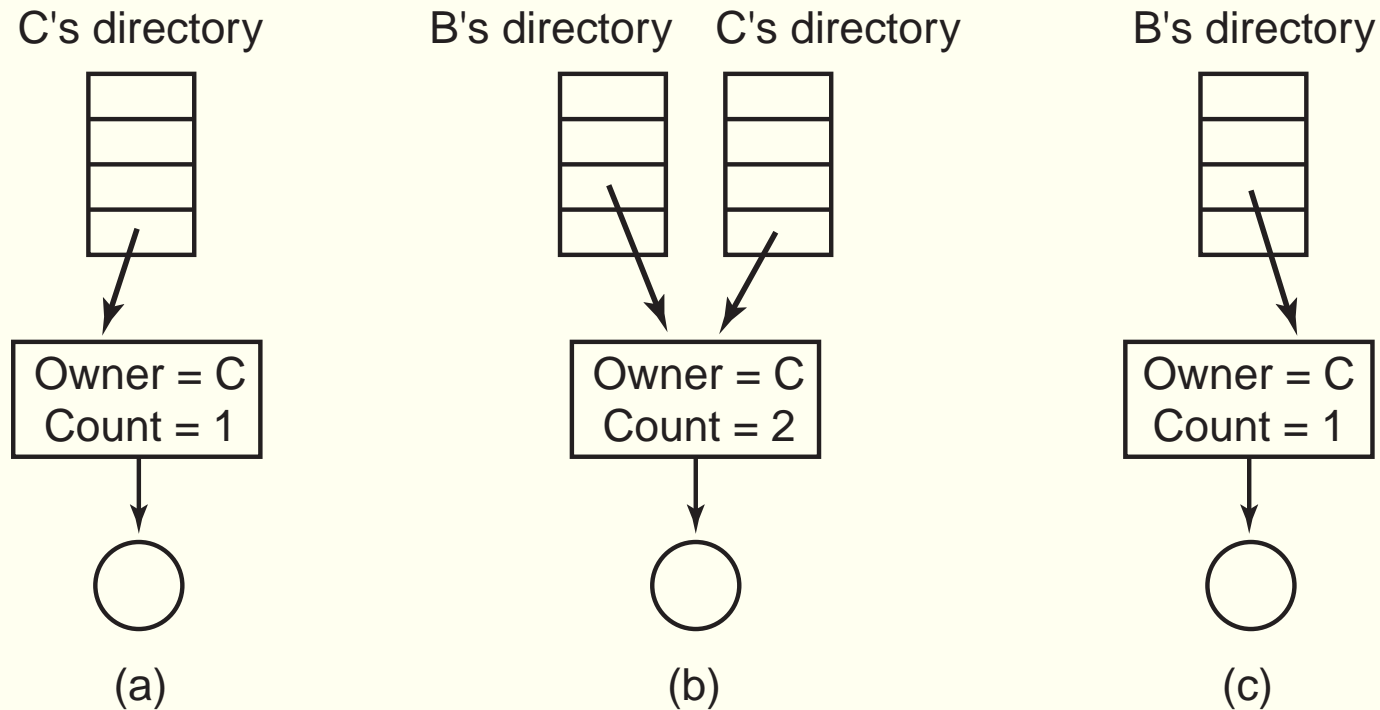 C's directory
B's directory C's directory
B's directory
Owner = C
Count = 1
Owner = C
Count = 2
Owner = C
Count = 1
(a)
(b)
(c)